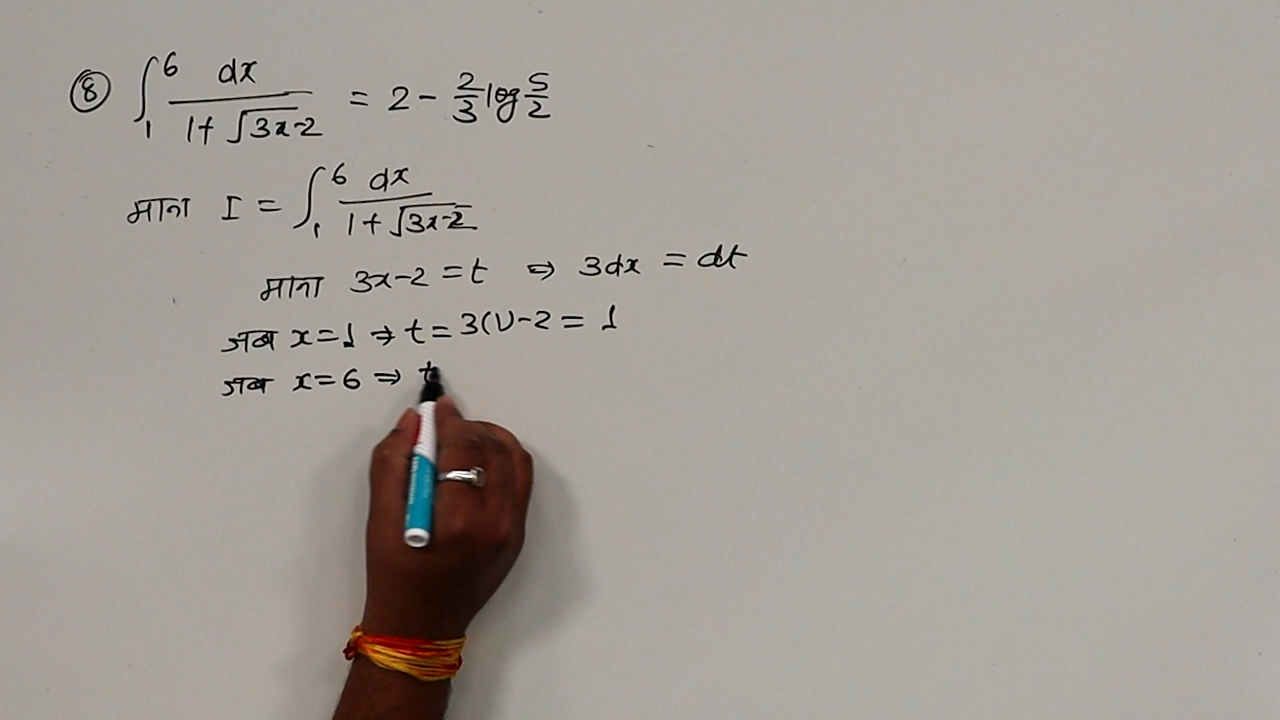 ⑧ ∫₁⁶ dx / (1+√(3x-2)) = 2 - 2/3 log 5/2
माना I = ∫₁⁶ dx / (1+√(3x-2))
माना 3x-2 = t ⇒ 3dx = dt
जब x=1 ⇒ t = 3(1)-2 = 1
जब x=6 ⇒ t